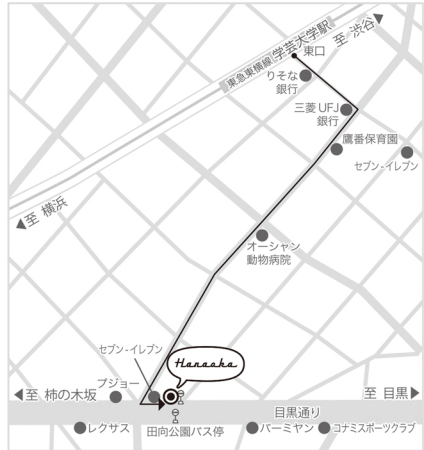 至 渋谷
学芸大学駅
東急東横線
東口
りそな
銀行
三菱UFJ
銀行
鷹番保育園
セブン-イレブン
至 横浜
オーシャン
動物病院
セブン-イレブン
Hanaoka
プジョー
至 柿の木坂
至 目黒
目黒通り
レクサス
田向公園バス停
バーミヤン
コナミスポーツクラブ